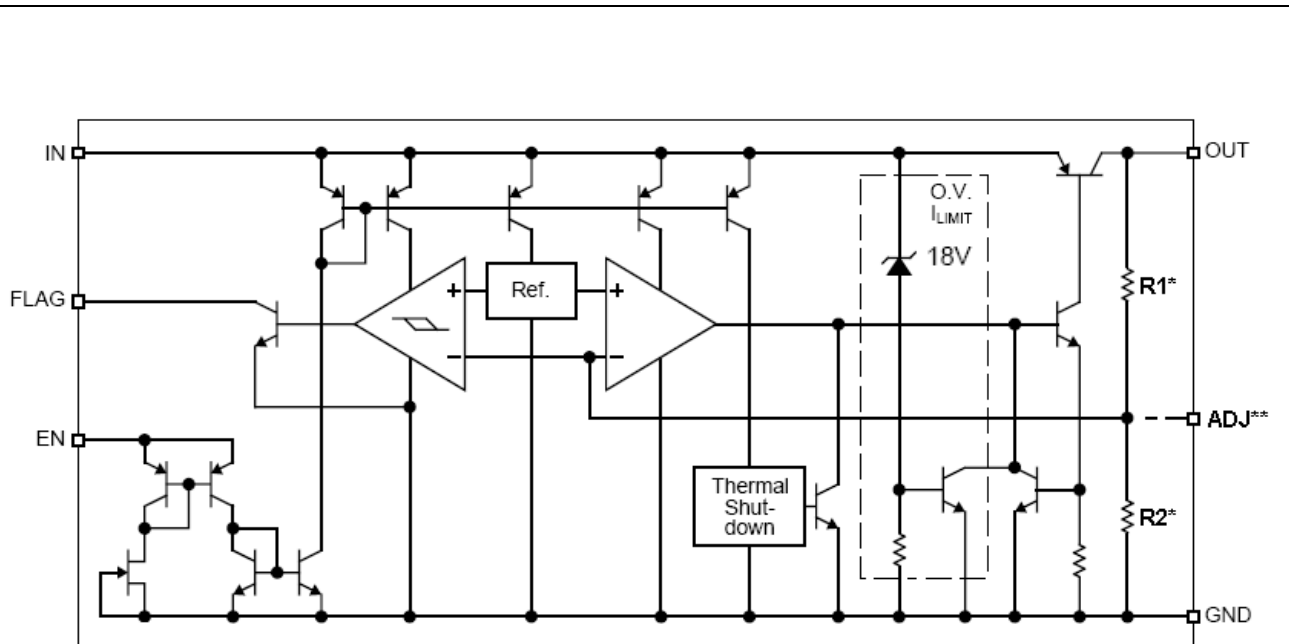 IN
OUT
O.V.
ILIMIT
18V
R1*
FLAG
+
Ref.
+
−
−
EN
ADJ**
Thermal
Shut-
down
R2*
GND